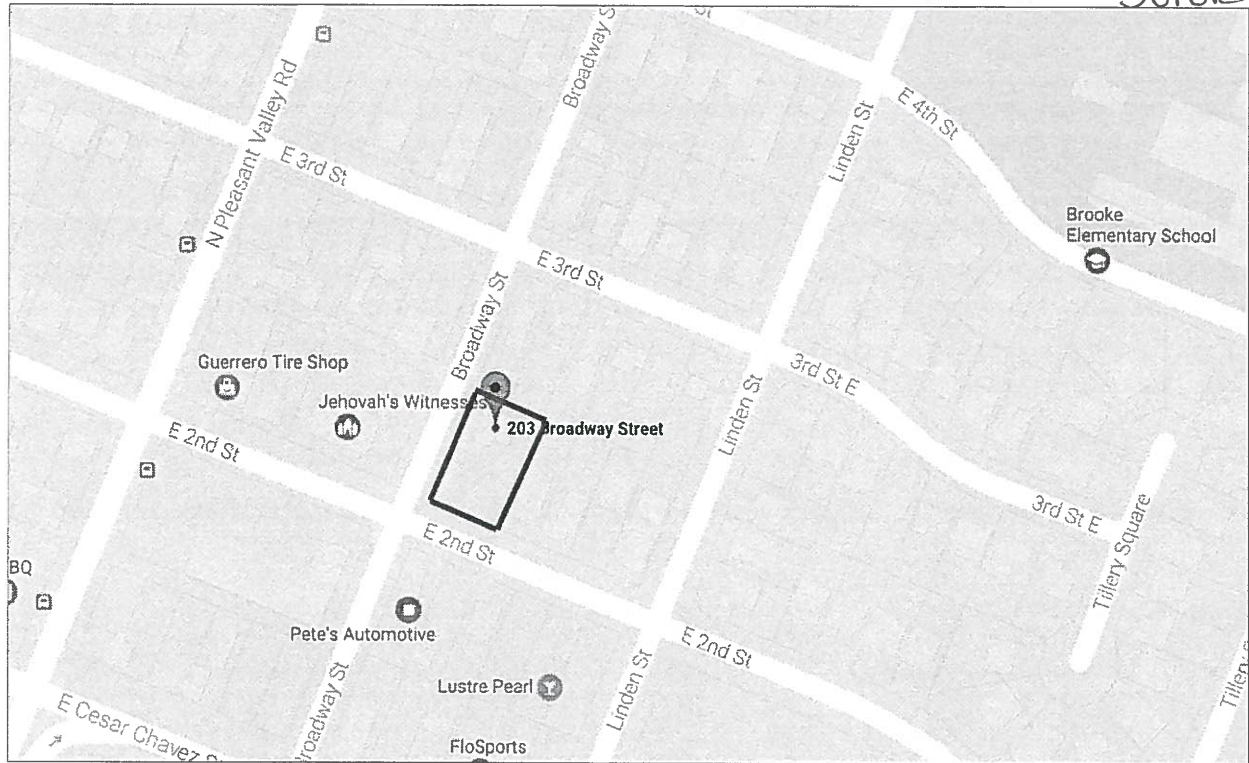 N Pleasant Valley Rd
Broadway S
St
E 4th St
Linden St
E 3rd St
Brooke
Elementary School
E 3rd St
Broadway St
Guerrero Tire Shop
Jehovah's Witnesses
203 Broadway Street
3rd St E
Linden St
E 2nd St
3rd St E
Tillery Square
E 2nd St
BQ
Pete's Automotive
E 2nd St
Lustre Pearl
Linden St
Broadway St
E Cesar Chavez S
FloSports
Tillery